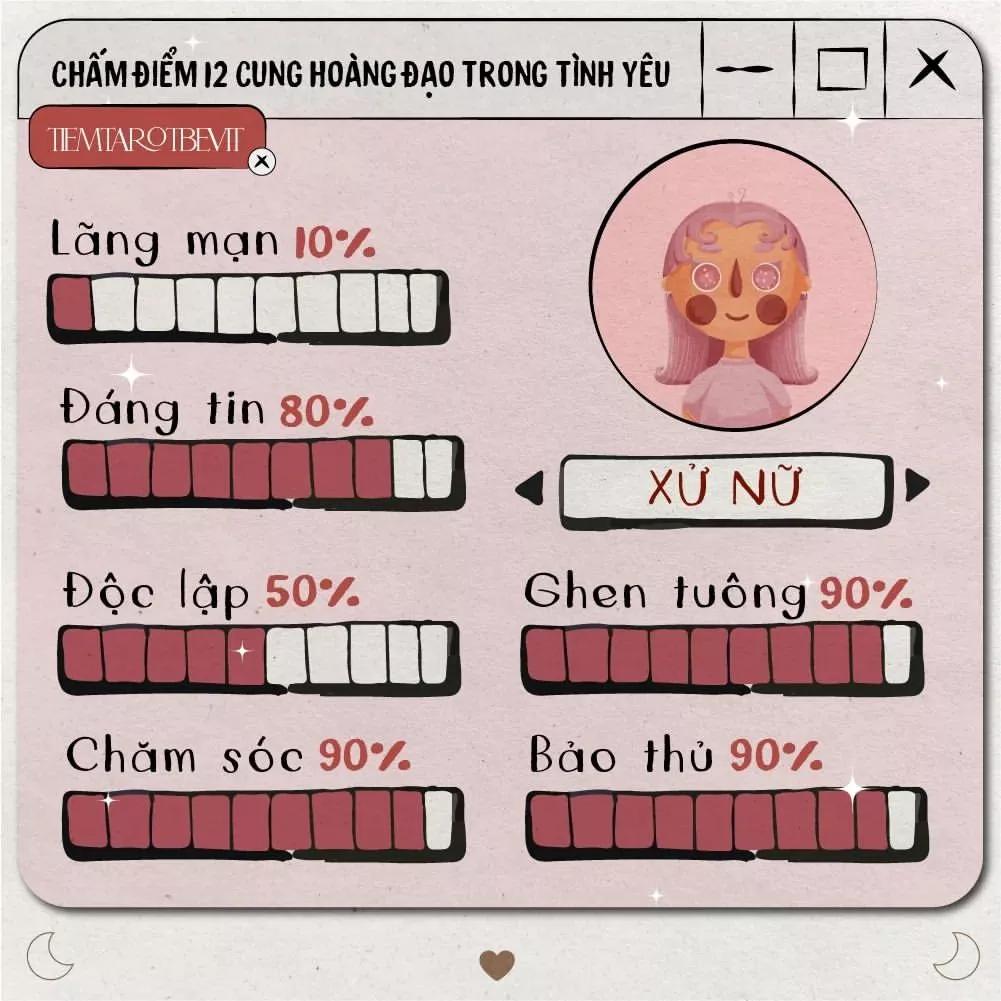 CHẤM ĐIỂM 12 CUNG HOÀNG ĐẠO TRONG TÌNH YÊU
TIEMTAROTBEVIT
Lãng mạn 10%
Đáng tin 80%
XỬ NỮ
Độc lập 50%
Ghen tuông 90%
Chăm sóc 90%
Bảo thủ 90%